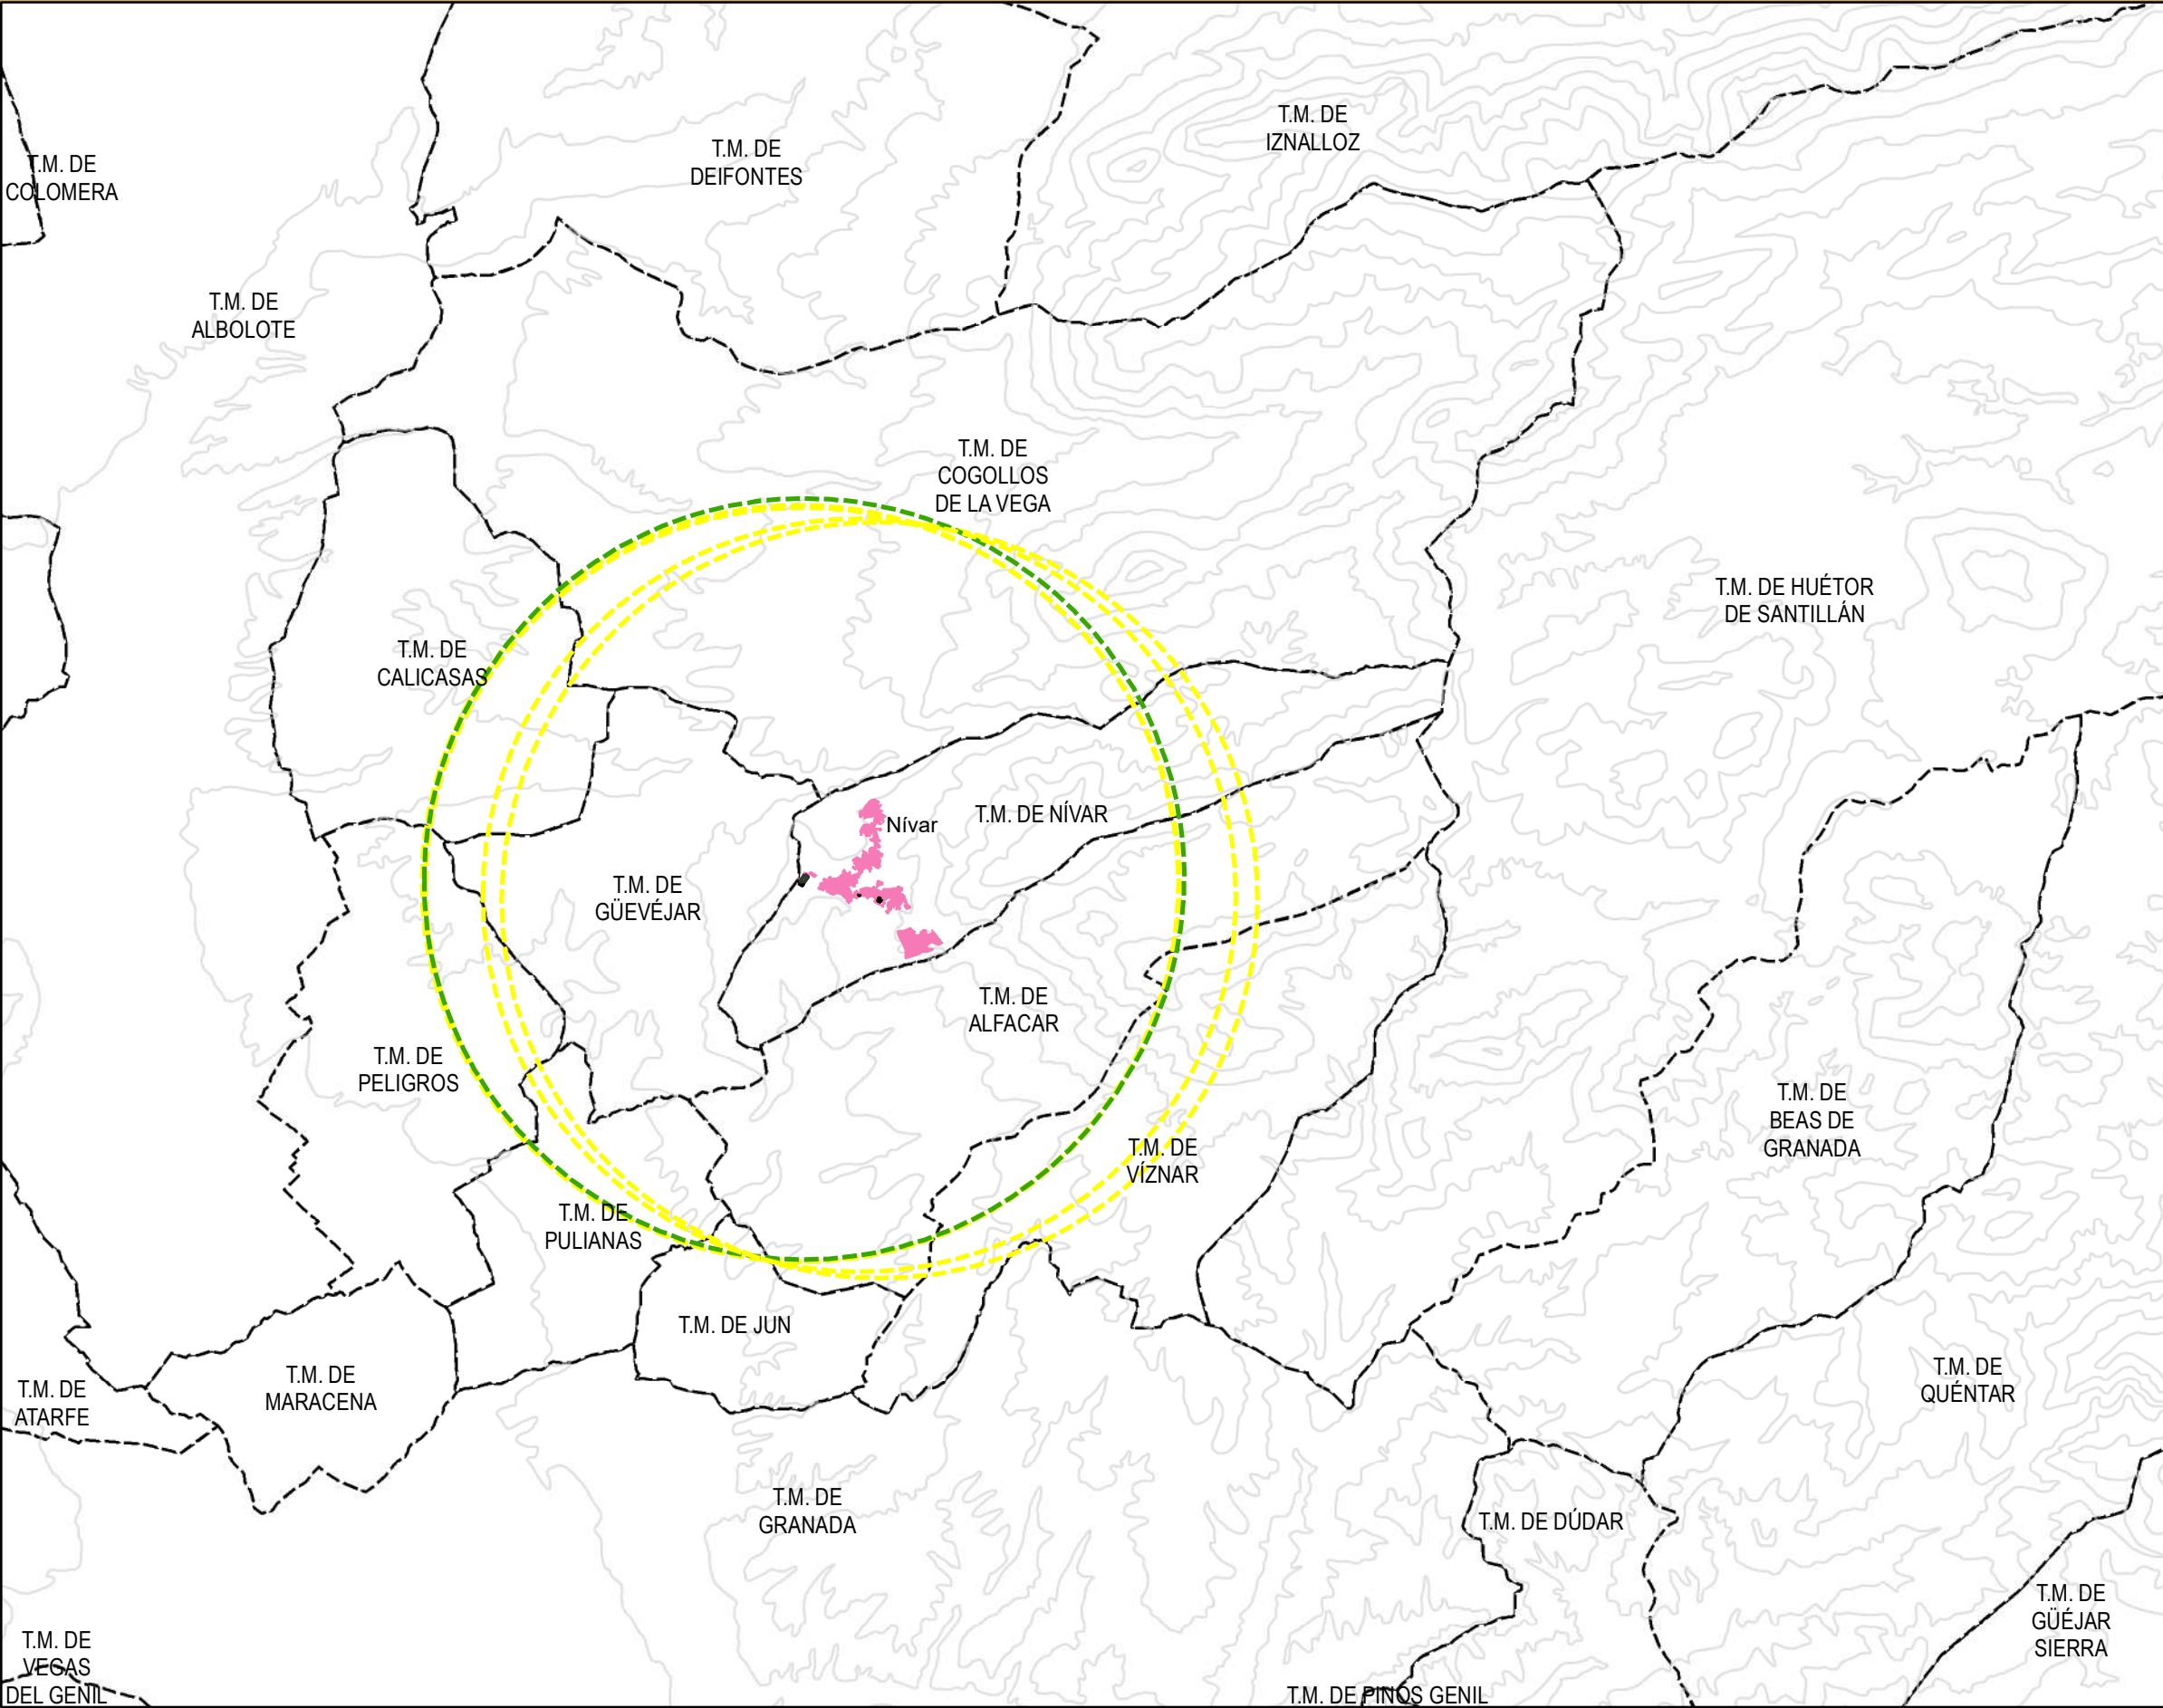 T.M. DE
COLOMERA
T.M. DE
DEIFONTES
T.M. DE
IZNALLOZ
T.M. DE
ALBOLOTE
T.M. DE
COGOLLOS
DE LA VEGA
T.M. DE HUÉTOR
DE SANTILLÁN
T.M. DE
CALICASAS
Nívar
T.M. DE NÍVAR
T.M. DE
GÜEVÉJAR
T.M. DE
ALFACAR
T.M. DE
PELIGROS
T.M. DE
BEAS DE
GRANADA
T.M. DE
VÍZNAR
T.M. DE
PULIANAS
T.M. DE JUN
T.M. DE
MARACENA
T.M. DE
ATARFE
T.M. DE
QUÉNTAR
T.M. DE
GRANADA
T.M. DE DÚDAR
T.M. DE
GÜÉJAR
SIERRA
T.M. DE
VEGAS
DEL GENIL
T.M. DE PINOS GENIL